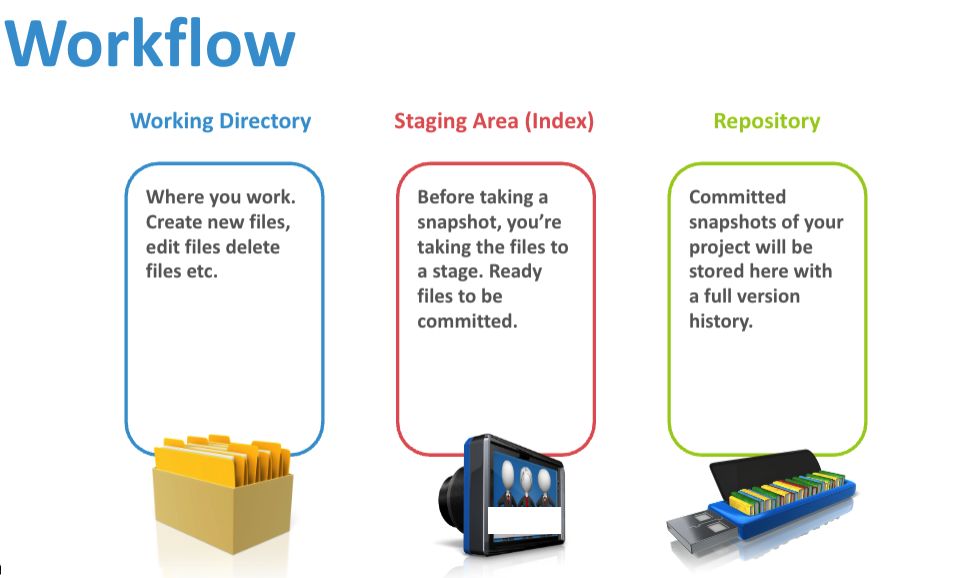 Workflow
Working Directory
Where you work.
Create new files,
edit files delete
files etc.
Staging Area (Index)
Before taking a
snapshot, you’re
taking the files to
a stage. Ready
files to be
committed.
Repository
Committed
snapshots of your
project will be
stored here with
a full version
history.